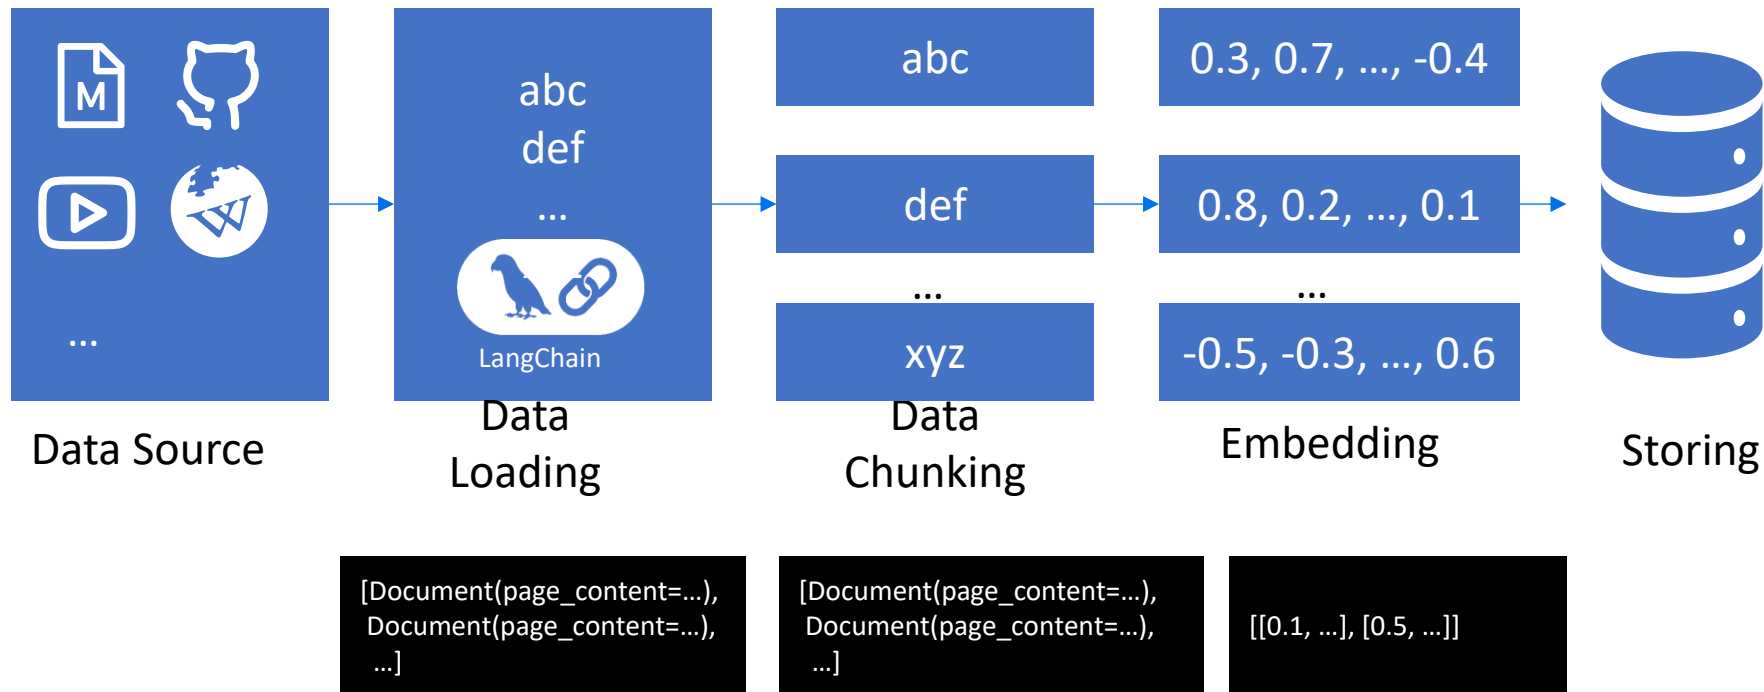 M
W
...
Data Source
abc
def
...
LangChain
Data
Loading
abc
def
...
xyz
Data
Chunking
0.3, 0.7, ..., -0.4
0.8, 0.2, ..., 0.1
...
-0.5, -0.3, ..., 0.6
Embedding
Storing
[Document(page_content=...),
Document(page_content=...),
...]
[Document(page_content=...),
Document(page_content=...),
...]
[[0.1, ...], [0.5, ...]]